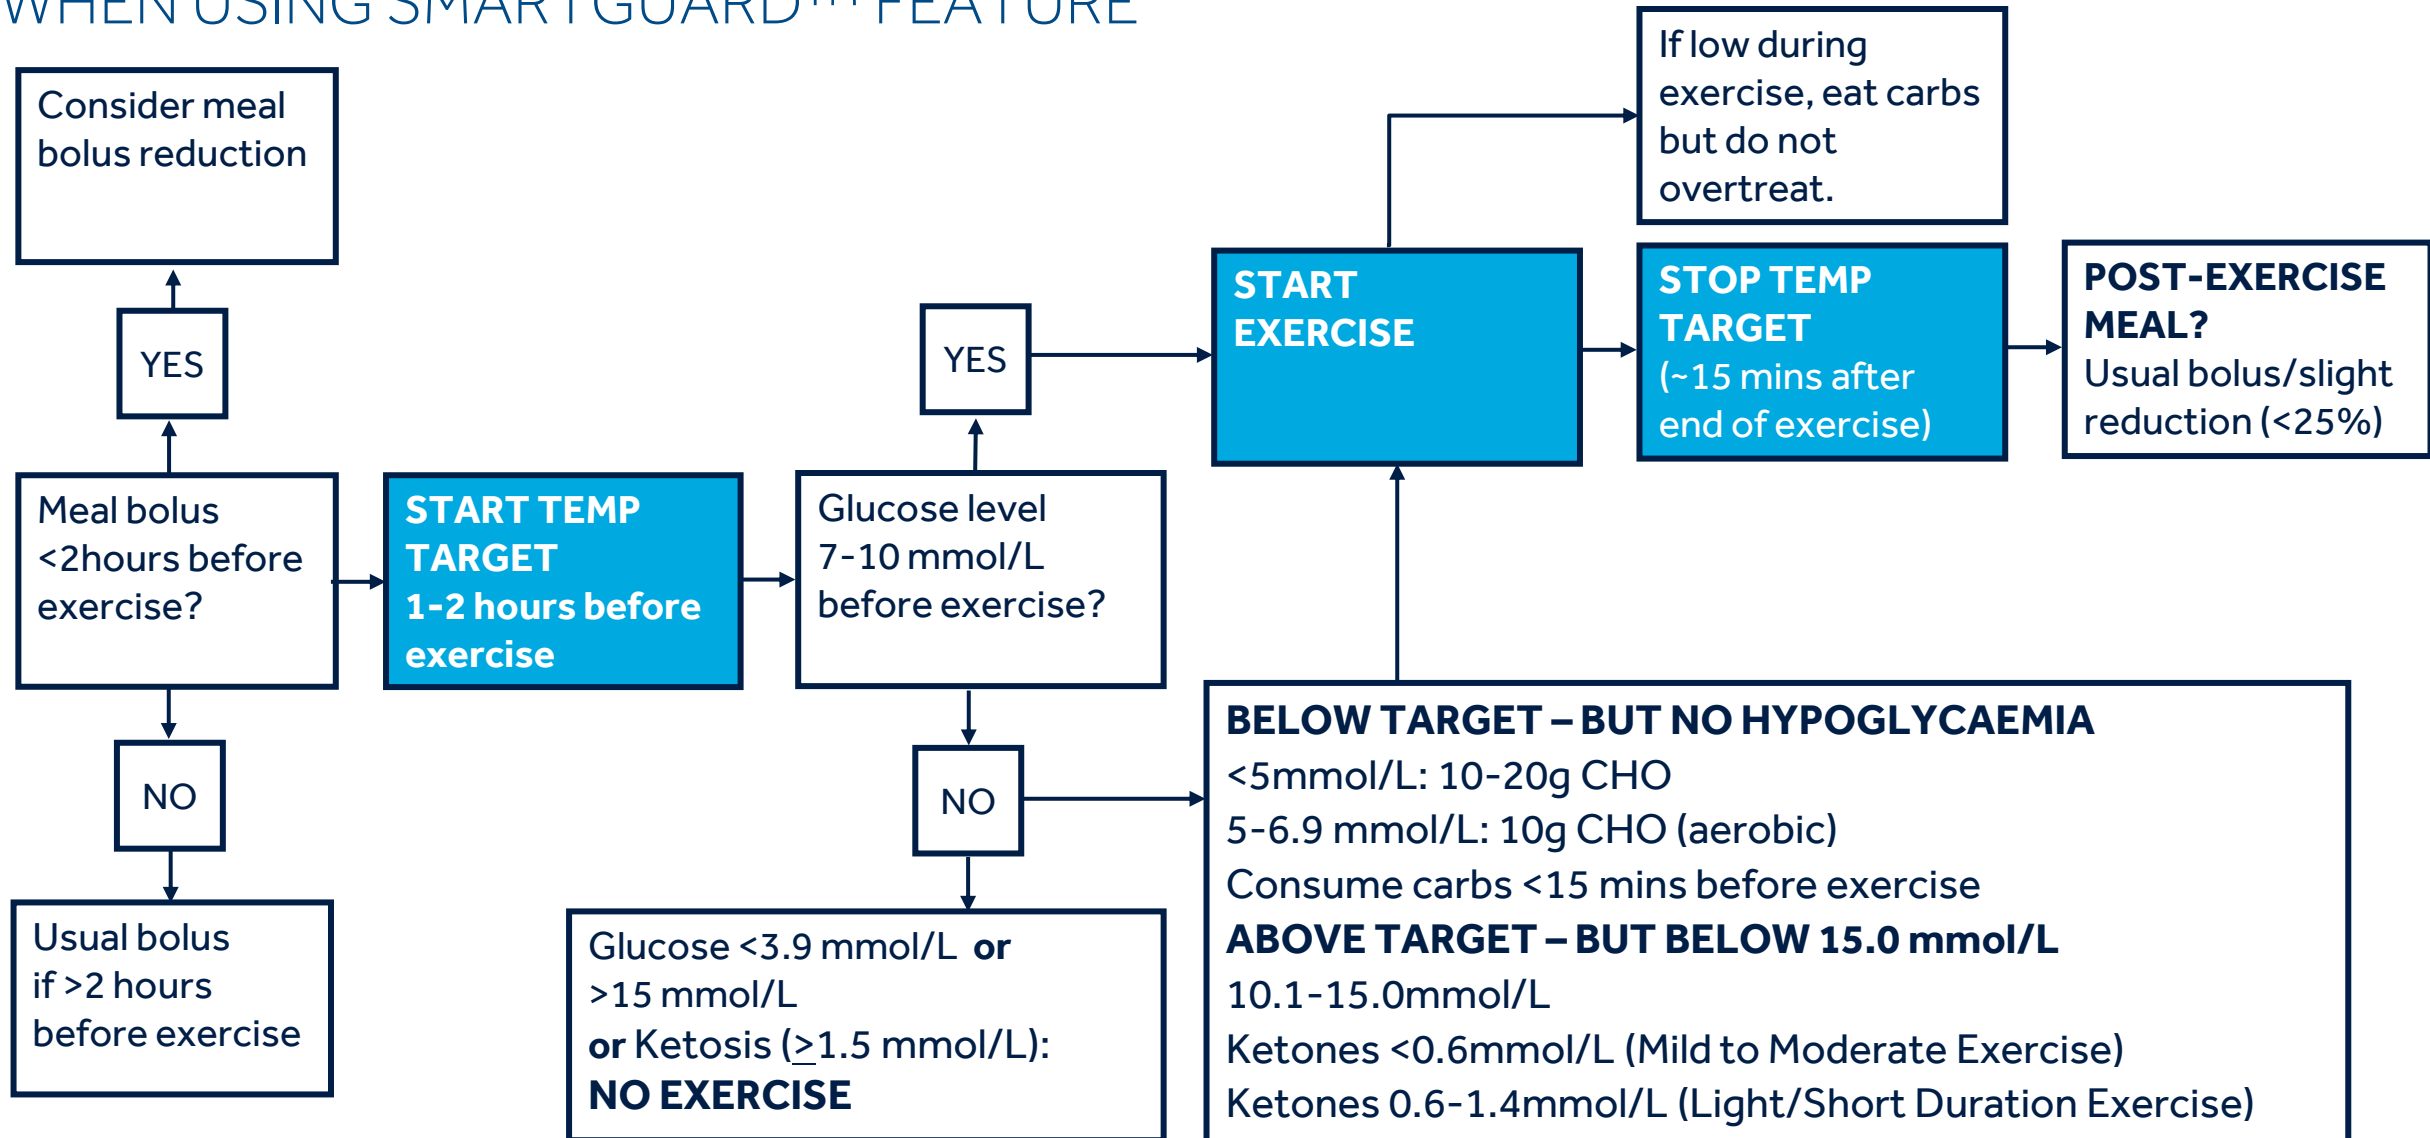 WHEN USING SMARTGUARD™ FEATURE
Consider meal
bolus reduction
YES
Meal bolus
<2hours before
exercise?
NO
Usual bolus
if >2 hours
before exercise
START TEMP
TARGET
1-2 hours before
exercise
YES
Glucose level
7-10 mmol/L
before exercise?
NO
Glucose <3.9 mmol/L or
>15 mmol/L
or Ketosis (≥1.5 mmol/L):
NO EXERCISE
If low during
exercise, eat carbs
but do not
overtreat.
START
EXERCISE
STOP TEMP
TARGET
(~15 mins after
end of exercise)
POST-EXERCISE
MEAL?
Usual bolus/slight
reduction (<25%)
BELOW TARGET – BUT NO HYPOGLYCAEMIA
<5mmol/L: 10-20g CHO
5-6.9 mmol/L: 10g CHO (aerobic)
Consume carbs <15 mins before exercise
ABOVE TARGET – BUT BELOW 15.0 mmol/L
10.1-15.0mmol/L
Ketones <0.6mmol/L (Mild to Moderate Exercise)
Ketones 0.6-1.4mmol/L (Light/Short Duration Exercise)